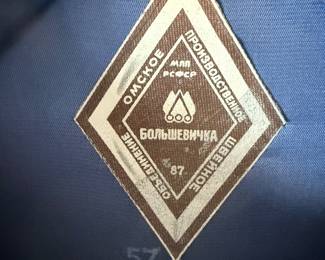 ОМСКОЕ
ПРОИЗВОДСТВЕННОЕ
ШВЕЙНОЕ
ОБЪЕДИНЕНИЕ
МЛП
РСФСР
БОЛЬШЕВИЧКА
87
57